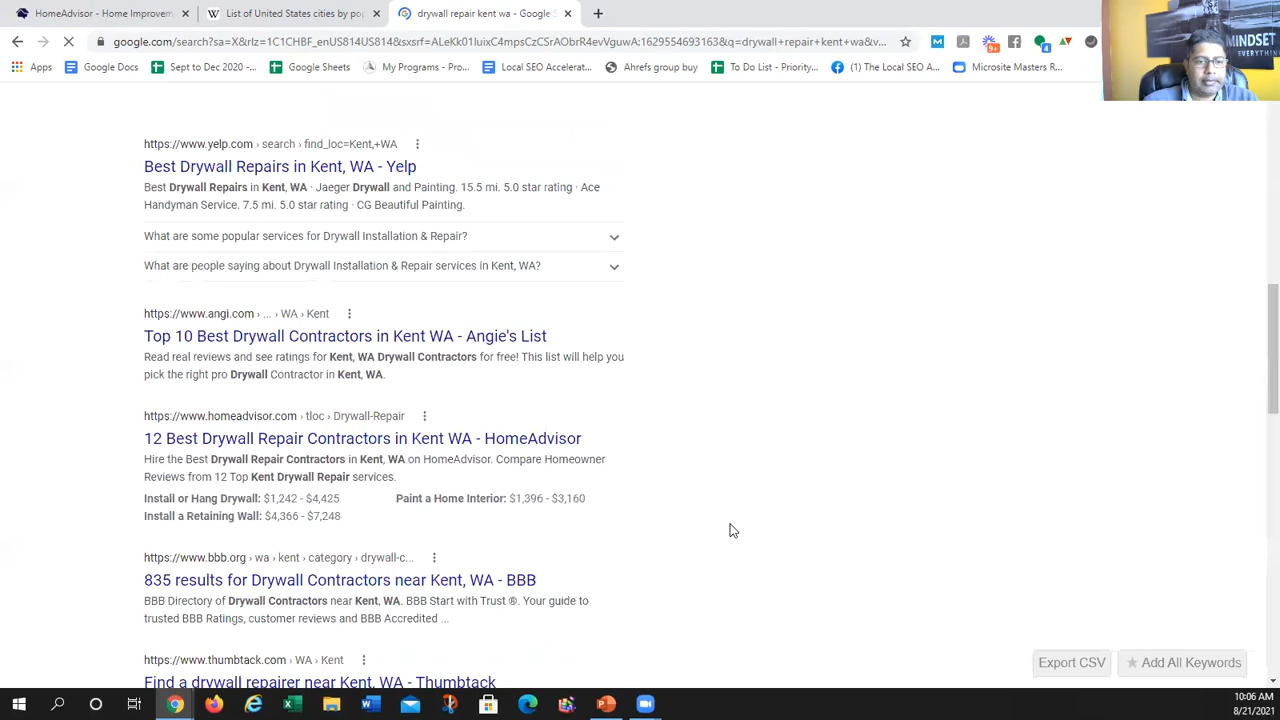 HomeAdvisor - Home Improvem
List of United States cities by pop
drywall repair kent wa - Google S
google.com/search?sa=X&rlz=1C1CHBF_enUS814US814&sxsrf=ALeKk01IuixC4mpsLzCSrADbrR4evVguwA:1629554693163&q=drywall+repair+kent+wa&v...
Apps
Google Docs
Sept to Dec 2020 -...
Google Sheets
My Programs - Pro...
Local SEO Accelerat...
Ahrefs group buy
To Do List - Priority...
(1) The Local SEO A...
Microsite Masters R...
MINDSET
EVERYTHING
https://www.yelp.com › search › find_loc=Kent,+WA
Best Drywall Repairs in Kent, WA - Yelp
Best Drywall Repairs in Kent, WA · Jaeger Drywall and Painting. 15.5 mi. 5.0 star rating · Ace
Handyman Service. 7.5 mi. 5.0 star rating · CG Beautiful Painting.
What are some popular services for Drywall Installation & Repair?
What are people saying about Drywall Installation & Repair services in Kent, WA?
https://www.angi.com › ... › WA › Kent
Top 10 Best Drywall Contractors in Kent WA - Angie's List
Read real reviews and see ratings for Kent, WA Drywall Contractors for free! This list will help you
pick the right pro Drywall Contractor in Kent, WA.
https://www.homeadvisor.com › tloc › Drywall-Repair
12 Best Drywall Repair Contractors in Kent WA - HomeAdvisor
Hire the Best Drywall Repair Contractors in Kent, WA on HomeAdvisor. Compare Homeowner
Reviews from 12 Top Kent Drywall Repair services.
Install or Hang Drywall: $1,242 - $4,425
Paint a Home Interior: $1,396 - $3,160
Install a Retaining Wall: $4,366 - $7,248
https://www.bbb.org › wa › kent › category › drywall-c...
835 results for Drywall Contractors near Kent, WA - BBB
BBB Directory of Drywall Contractors near Kent, WA. BBB Start with Trust ®. Your guide to
trusted BBB Ratings, customer reviews and BBB Accredited ...
https://www.thumbtack.com › WA › Kent
Find a drywall repairer near Kent, WA - Thumbtack
Export CSV
★ Add All Keywords
10:06 AM
8/21/2021